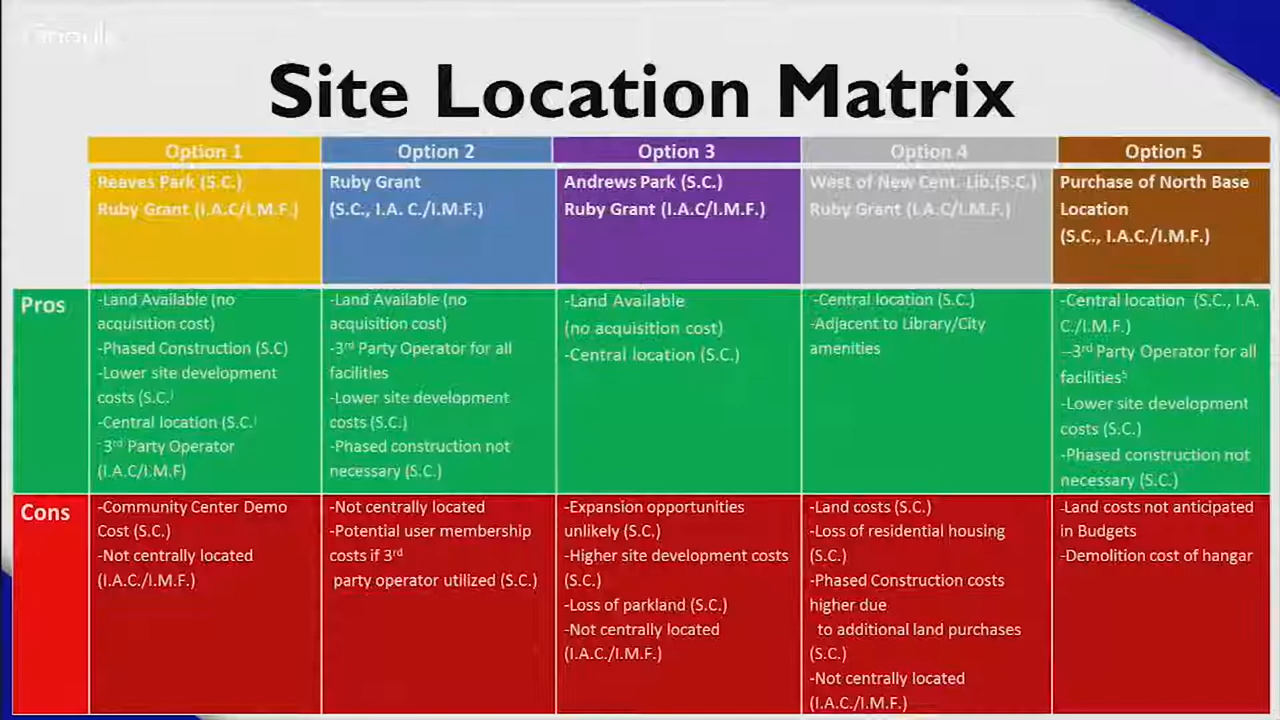 Site Location Matrix
Option 1
Option 2
Option 3
Option 4
Option 5
Reaves Park (S.C.)
Ruby Grant (I.A.C/I.M.F.)
Ruby Grant
(S.C., I.A. C./I.M.F.)
Andrews Park (S.C.)
Ruby Grant (I.A.C/I.M.F.)
West of New Cent. Lib.(S.C.)
Ruby Grant (I.A.C/I.M.F.)
Purchase of North Base
Location
(S.C., I.A.C./I.M.F.)
Pros
-Land Available (no
acquisition cost)
-Phased Construction (S.C)
-Lower site development
costs (S.C.)
-Central location (S.C.)
-3rd Party Operator
(I.A.C/I.M.F)
-Land Available (no
acquisition cost)
-3rd Party Operator for all
facilities
-Lower site development
costs (S.C.)
-Phased construction not
necessary (S.C.)
-Land Available
(no acquisition cost)
-Central location (S.C.)
-Central location (S.C.)
-Adjacent to Library/City
amenities
-Central location (S.C., I.A.
C./I.M.F.)
–3rd Party Operator for all
facilities
-Lower site development
costs (S.C.)
-Phased construction not
necessary (S.C.)
Cons
-Community Center Demo
Cost (S.C.)
-Not centrally located
(I.A.C./I.M.F.)
-Not centrally located
-Potential user membership
costs if 3rd
party operator utilized (S.C.)
-Expansion opportunities
unlikely (S.C.)
-Higher site development costs
(S.C.)
-Loss of parkland (S.C.)
-Not centrally located
(I.A.C./I.M.F.)
-Land costs (S.C.)
-Loss of residential housing
(S.C.)
-Phased Construction costs
higher due
to additional land purchases
(S.C.)
-Not centrally located
(I.A.C./I.M.F.)
-Land costs not anticipated
in Budgets
-Demolition cost of hangar